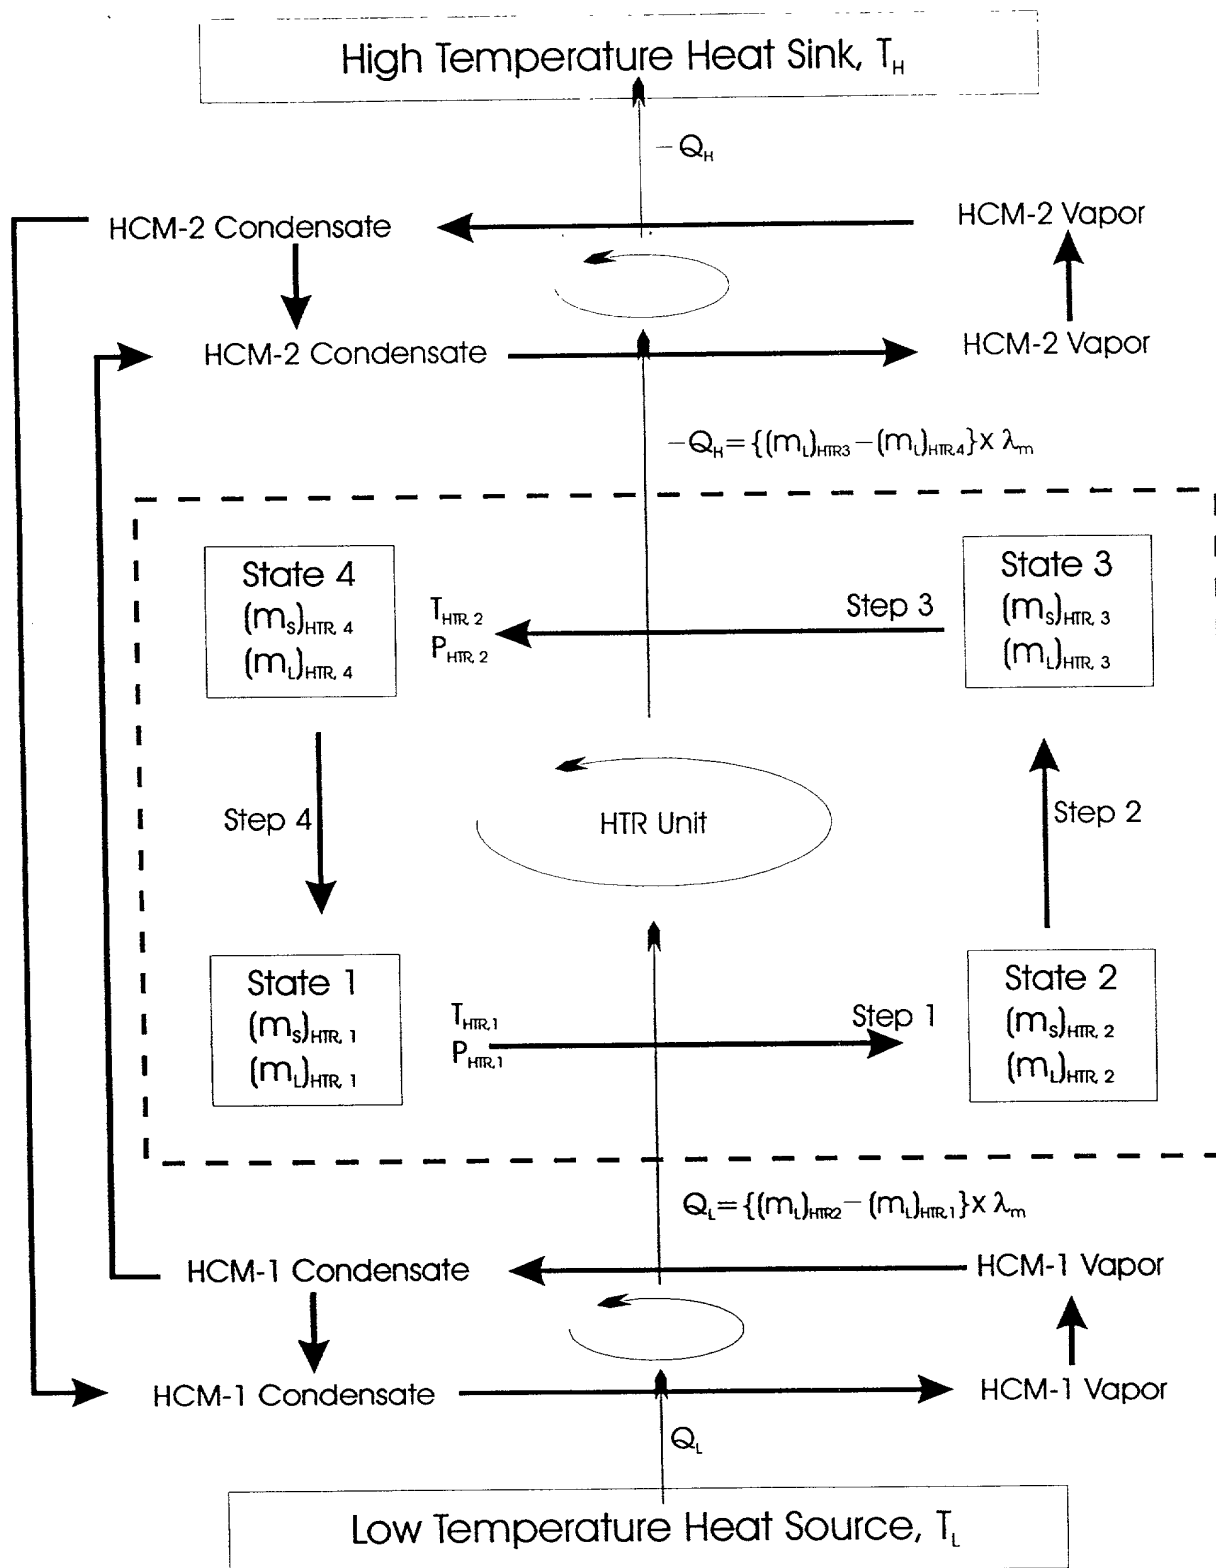 High Temperature Heat Sink, T_H
−Q_H
HCM-2 Condensate
HCM-2 Vapor
HCM-2 Condensate
HCM-2 Vapor
−Q_H={(m_L)_HTR3−(m_L)_HTR,4}x λ_m
State 4
(m_S)_HTR, 4
(m_L)_HTR, 4
T_HTR, 2
P_HTR, 2
Step 3
State 3
(m_S)_HTR, 3
(m_L)_HTR, 3
Step 4
HTR Unit
Step 2
State 1
(m_S)_HTR, 1
(m_L)_HTR, 1
T_HTR,1
P_HTR,1
Step 1
State 2
(m_S)_HTR, 2
(m_L)_HTR, 2
Q_L={(m_L)_HTR2−(m_L)_HTR,1}x λ_m
HCM-1 Condensate
HCM-1 Vapor
HCM-1 Condensate
HCM-1 Vapor
Q_L
Low Temperature Heat Source, T_L